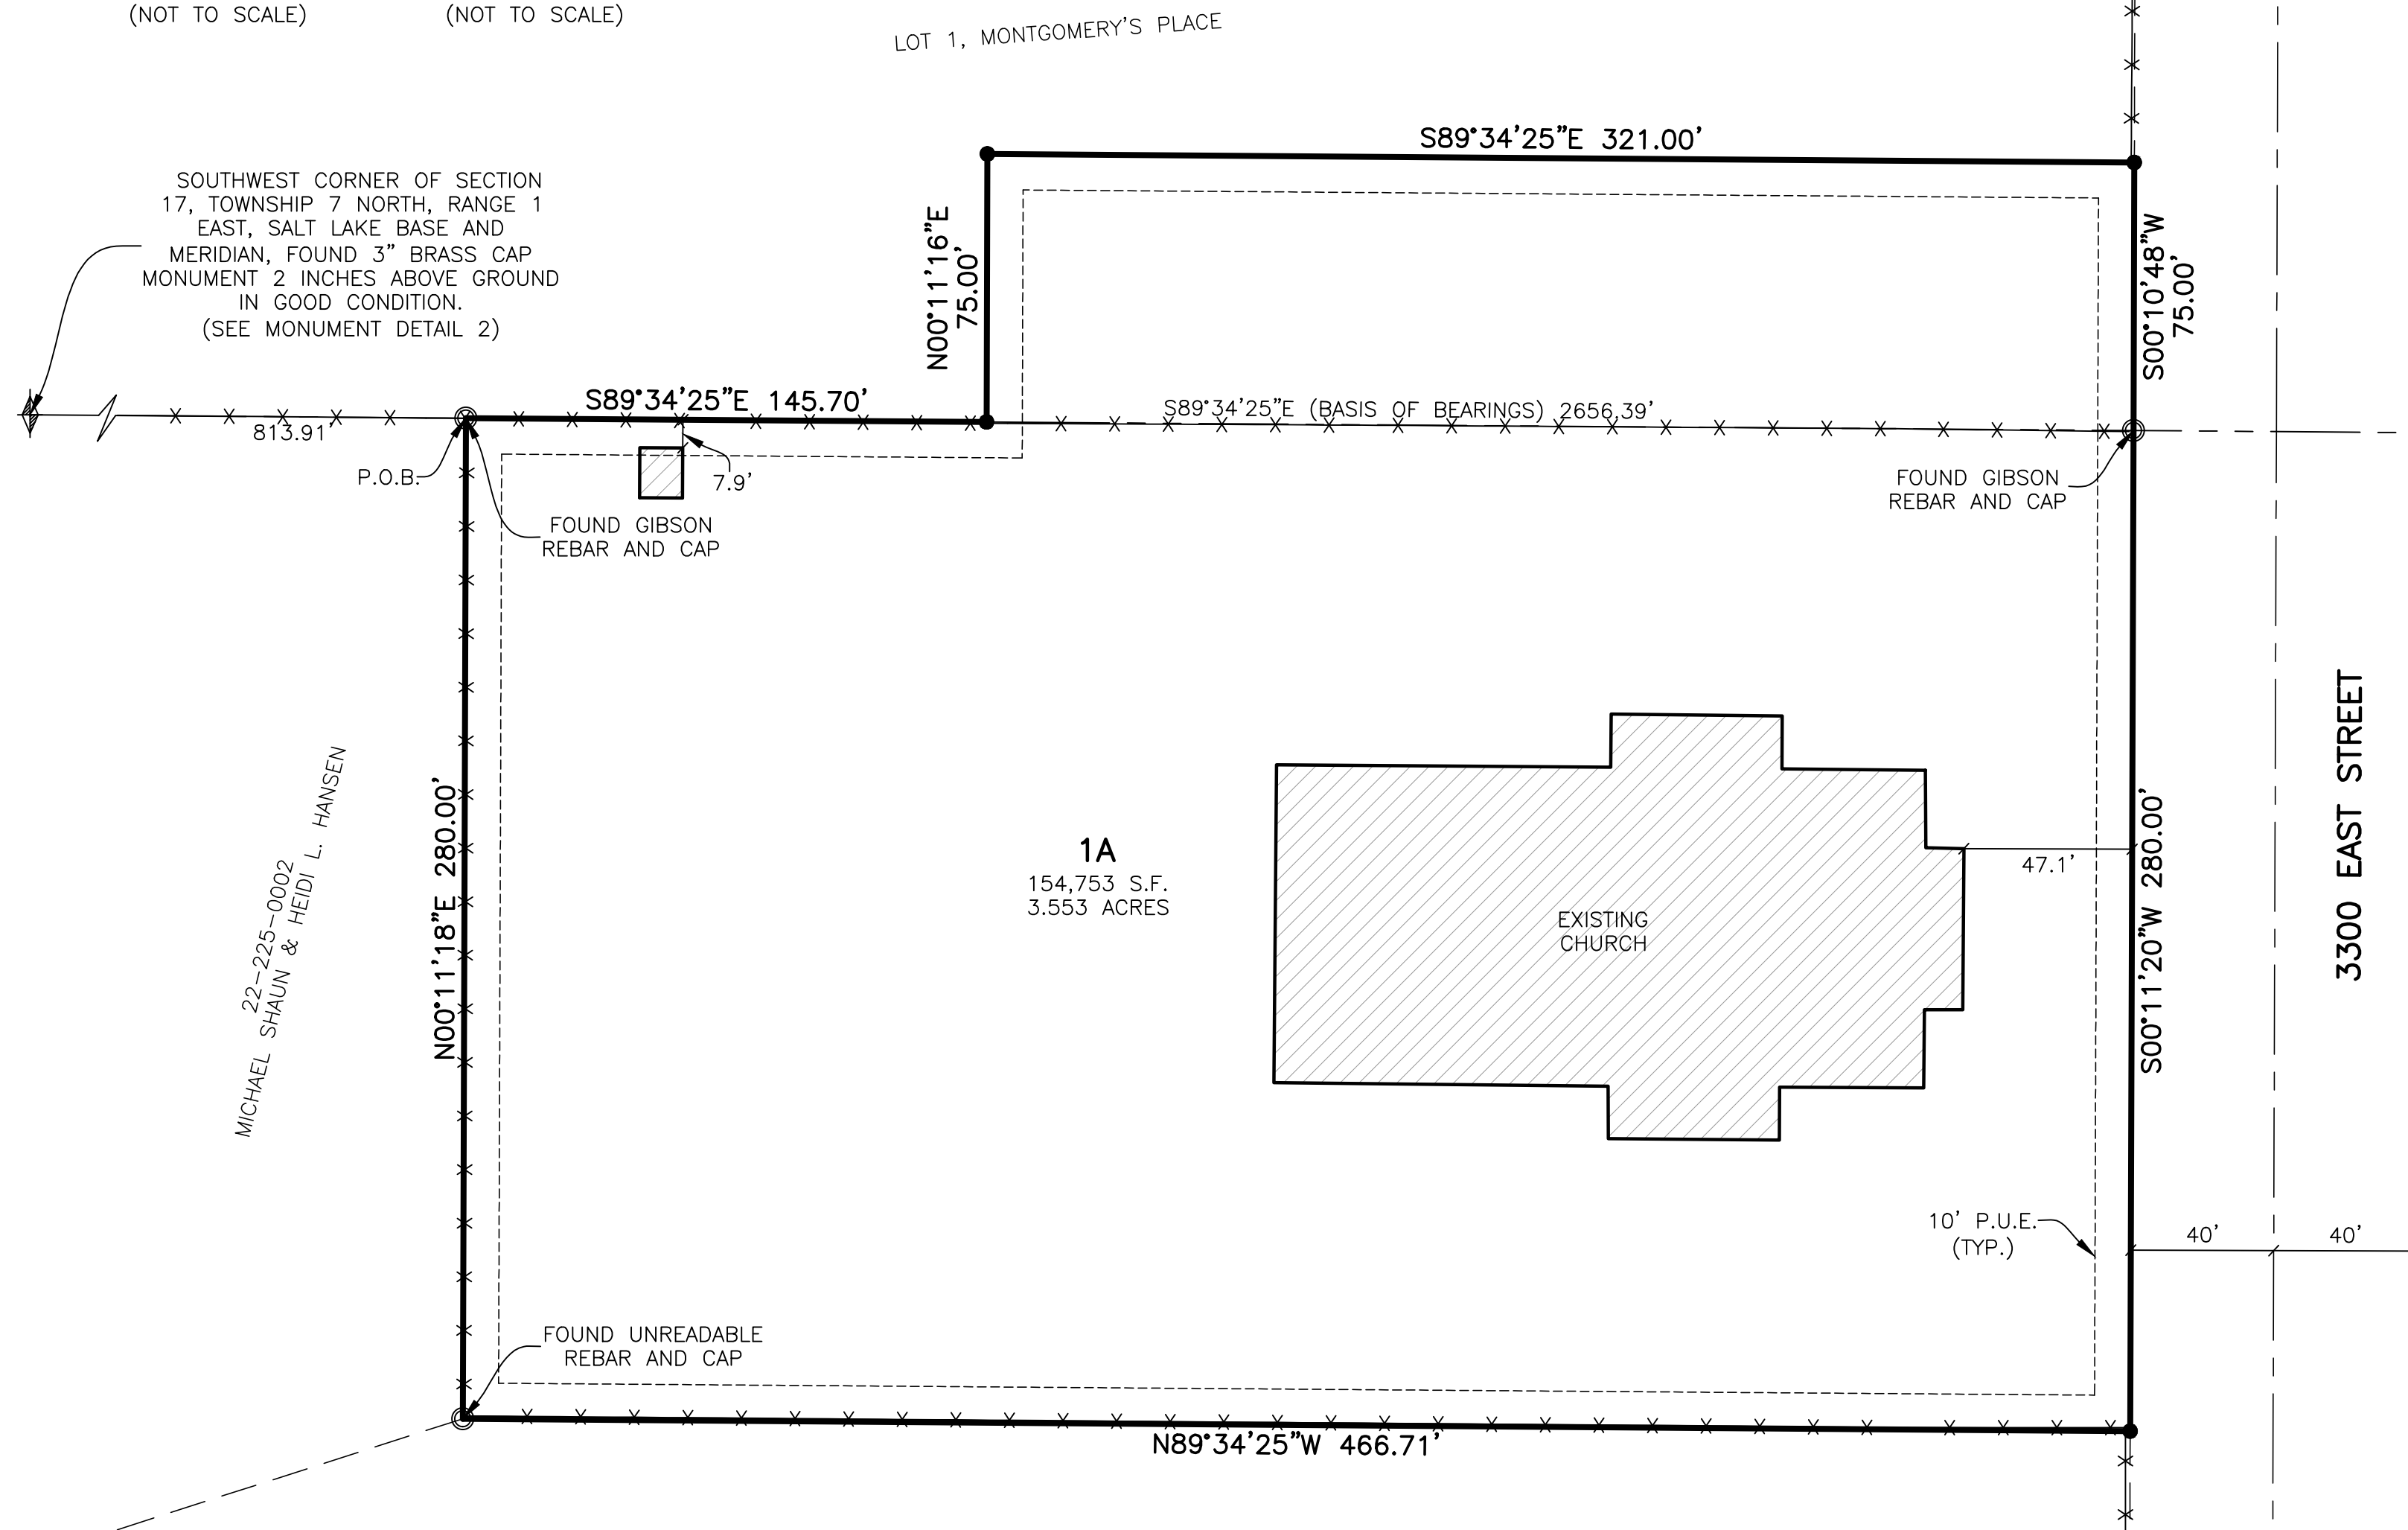 (NOT TO SCALE)
(NOT TO SCALE)
LOT 1, MONTGOMERY'S PLACE
S89°34'25"E 321.00'
SOUTHWEST CORNER OF SECTION
17, TOWNSHIP 7 NORTH, RANGE 1
EAST, SALT LAKE BASE AND
MERIDIAN, FOUND 3" BRASS CAP
MONUMENT 2 INCHES ABOVE GROUND
IN GOOD CONDITION.
(SEE MONUMENT DETAIL 2)
N00°11'16"E
75.00'
S00°10'48"W
75.00'
S89°34'25"E 145.70'
S89°34'25"E (BASIS OF BEARINGS) 2656.39'
813.91'
P.O.B.
7.9'
FOUND GIBSON
REBAR AND CAP
FOUND GIBSON
REBAR AND CAP
22-225-0002
MICHAEL SHAUN & HEIDI L. HANSEN
N00°11'18"E 280.00'
1A
154,753 S.F.
3.553 ACRES
EXISTING
CHURCH
47.1'
S00°11'20"W 280.00'
3300 EAST STREET
10' P.U.E.
(TYP.)
40'
40'
FOUND UNREADABLE
REBAR AND CAP
N89°34'25"W 466.71'